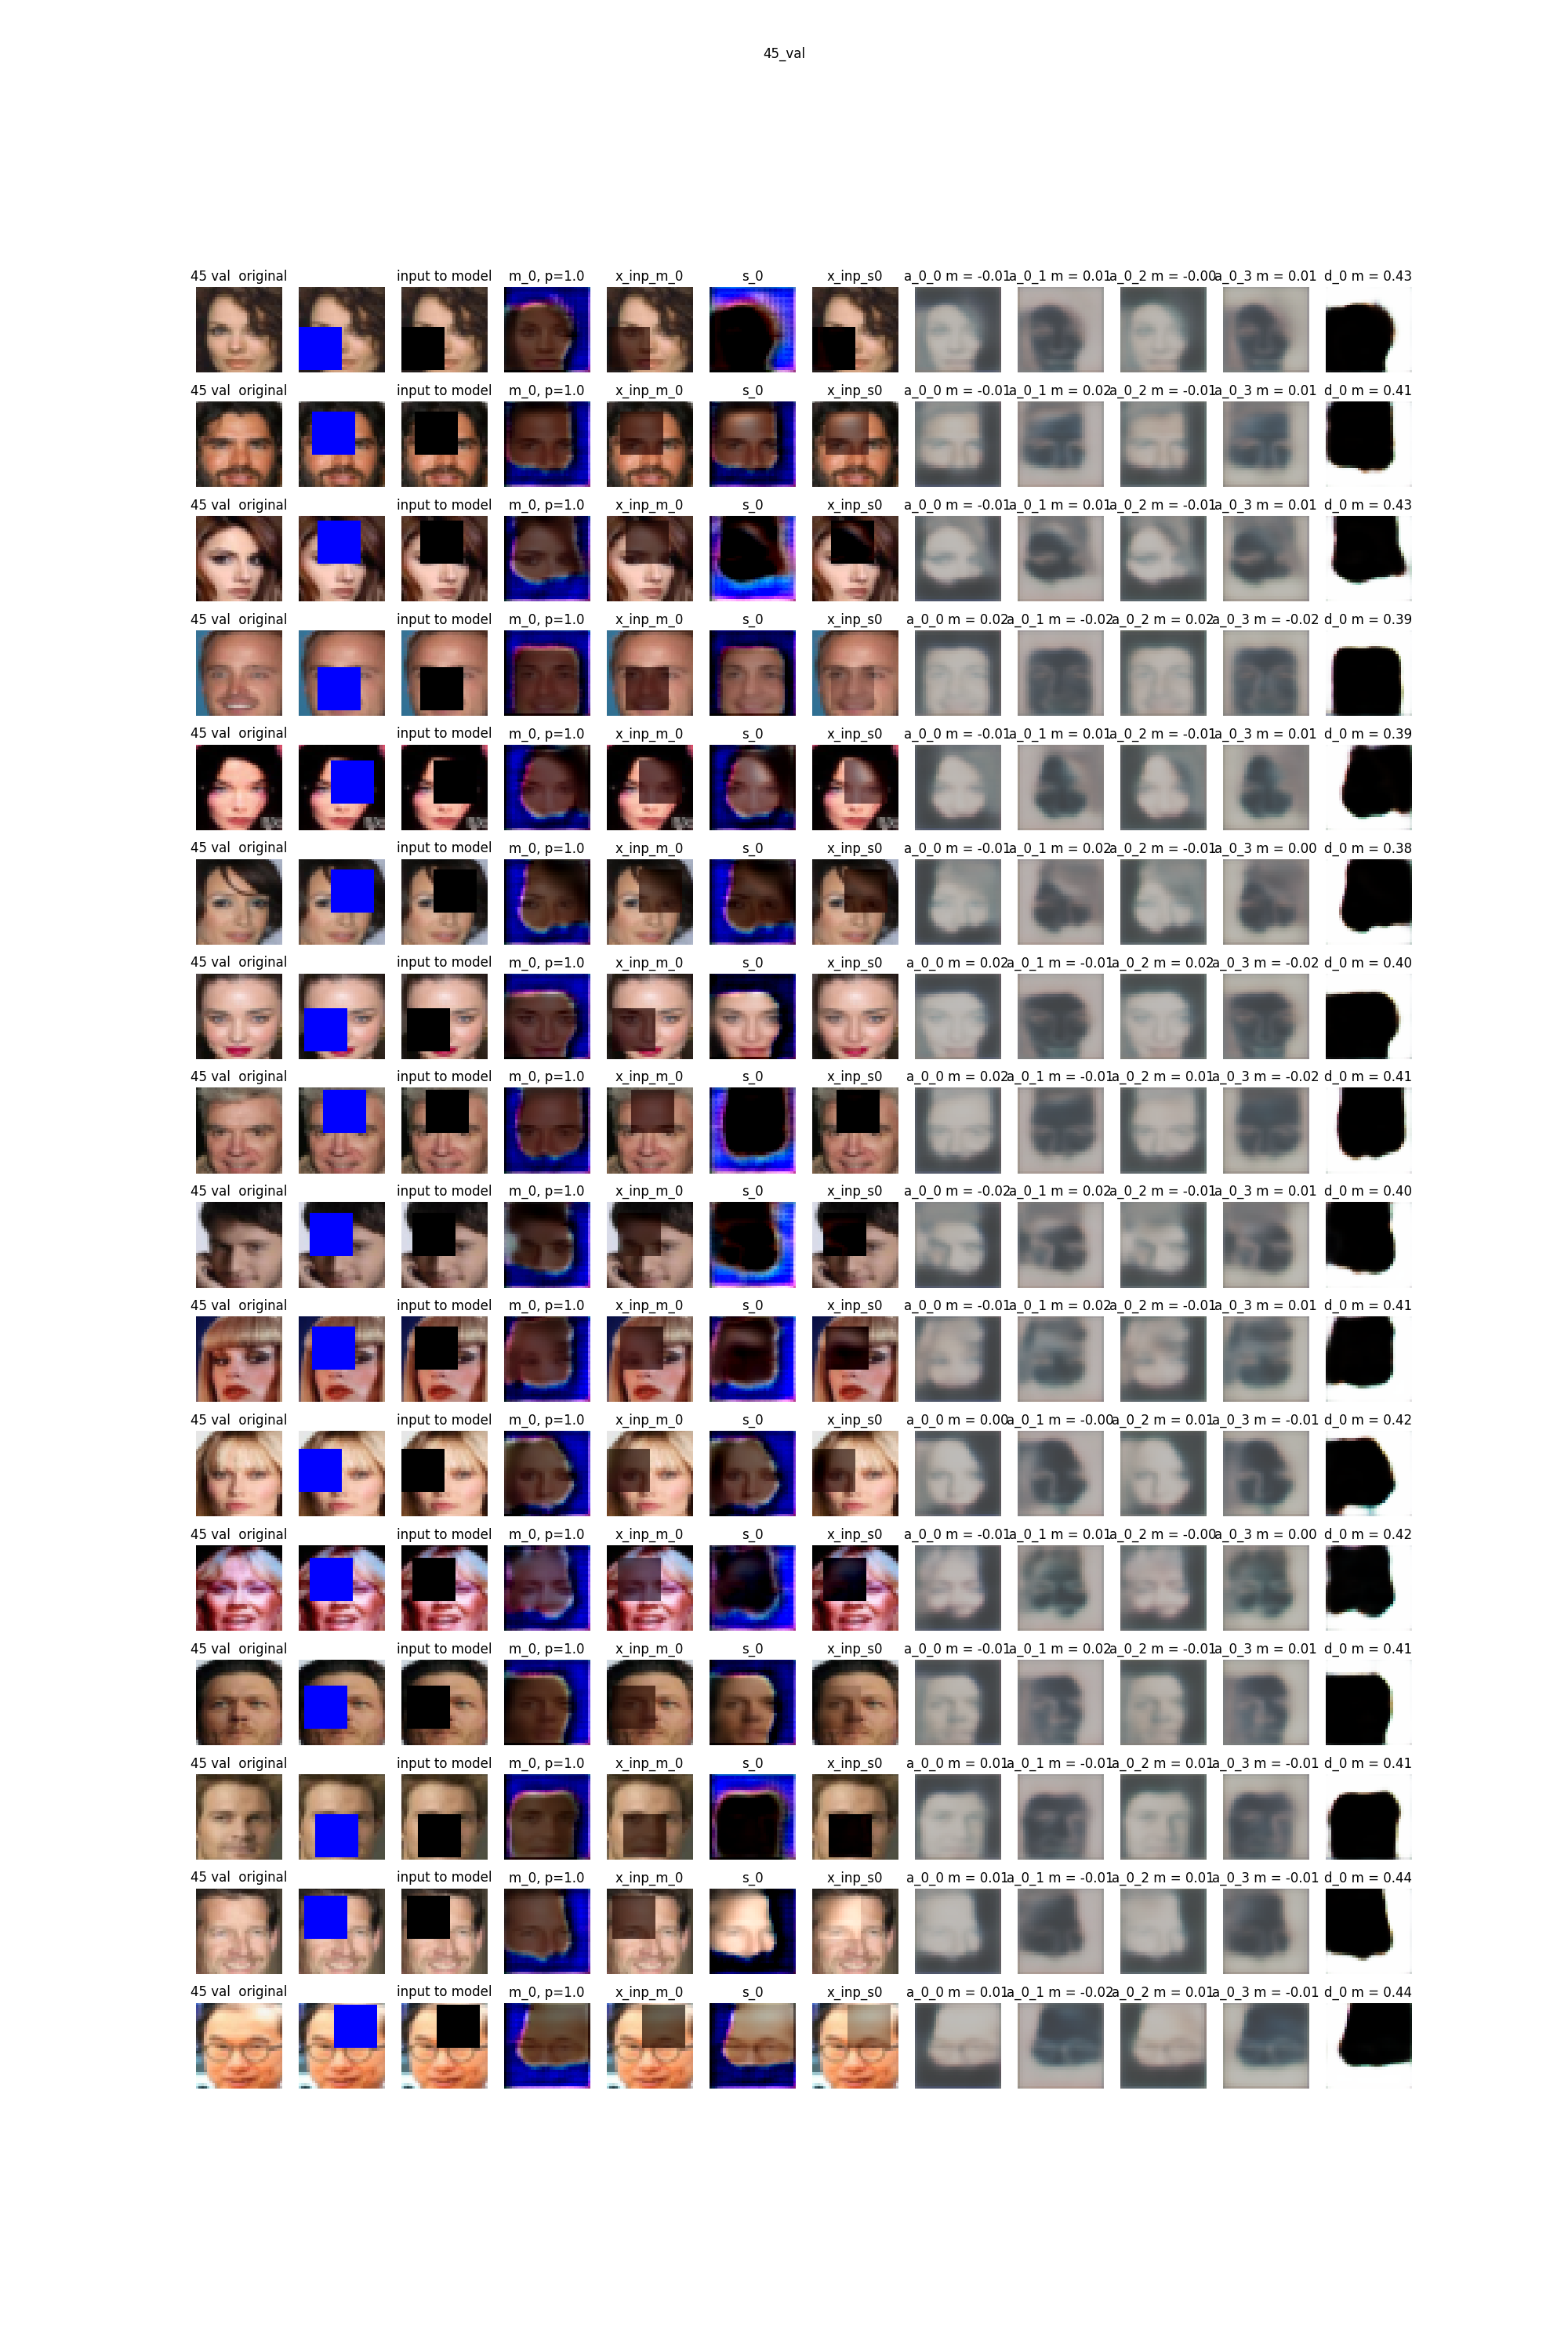 45_val
45 val original input to model m_0, p=1.0 x_inp_m_0 s_0 x_inp_s0 a_0_0 m = -0.01 a_0_1 m = 0.01 a_0_2 m = -0.00 a_0_3 m = 0.01 d_0 m = 0.43
45 val original input to model m_0, p=1.0 x_inp_m_0 s_0 x_inp_s0 a_0_0 m = -0.01 a_0_1 m = 0.02 a_0_2 m = -0.01 a_0_3 m = 0.01 d_0 m = 0.41
45 val original input to model m_0, p=1.0 x_inp_m_0 s_0 x_inp_s0 a_0_0 m = -0.01 a_0_1 m = 0.01 a_0_2 m = -0.01 a_0_3 m = 0.01 d_0 m = 0.43
45 val original input to model m_0, p=1.0 x_inp_m_0 s_0 x_inp_s0 a_0_0 m = 0.02 a_0_1 m = -0.02 a_0_2 m = 0.02 a_0_3 m = -0.02 d_0 m = 0.39
45 val original input to model m_0, p=1.0 x_inp_m_0 s_0 x_inp_s0 a_0_0 m = -0.01 a_0_1 m = 0.01 a_0_2 m = -0.01 a_0_3 m = 0.01 d_0 m = 0.39
45 val original input to model m_0, p=1.0 x_inp_m_0 s_0 x_inp_s0 a_0_0 m = -0.01 a_0_1 m = 0.02 a_0_2 m = -0.01 a_0_3 m = 0.00 d_0 m = 0.38
45 val original input to model m_0, p=1.0 x_inp_m_0 s_0 x_inp_s0 a_0_0 m = 0.02 a_0_1 m = -0.01 a_0_2 m = 0.02 a_0_3 m = -0.02 d_0 m = 0.40
45 val original input to model m_0, p=1.0 x_inp_m_0 s_0 x_inp_s0 a_0_0 m = 0.02 a_0_1 m = -0.01 a_0_2 m = 0.01 a_0_3 m = -0.02 d_0 m = 0.41
45 val original input to model m_0, p=1.0 x_inp_m_0 s_0 x_inp_s0 a_0_0 m = -0.02 a_0_1 m = 0.02 a_0_2 m = -0.01 a_0_3 m = 0.01 d_0 m = 0.40
45 val original input to model m_0, p=1.0 x_inp_m_0 s_0 x_inp_s0 a_0_0 m = -0.01 a_0_1 m = 0.02 a_0_2 m = -0.01 a_0_3 m = 0.01 d_0 m = 0.41
45 val original input to model m_0, p=1.0 x_inp_m_0 s_0 x_inp_s0 a_0_0 m = 0.00 a_0_1 m = -0.00 a_0_2 m = 0.01 a_0_3 m = -0.01 d_0 m = 0.42
45 val original input to model m_0, p=1.0 x_inp_m_0 s_0 x_inp_s0 a_0_0 m = -0.01 a_0_1 m = 0.01 a_0_2 m = -0.00 a_0_3 m = 0.00 d_0 m = 0.42
45 val original input to model m_0, p=1.0 x_inp_m_0 s_0 x_inp_s0 a_0_0 m = -0.01 a_0_1 m = 0.02 a_0_2 m = -0.01 a_0_3 m = 0.01 d_0 m = 0.41
45 val original input to model m_0, p=1.0 x_inp_m_0 s_0 x_inp_s0 a_0_0 m = 0.01 a_0_1 m = -0.01 a_0_2 m = 0.01 a_0_3 m = -0.01 d_0 m = 0.41
45 val original input to model m_0, p=1.0 x_inp_m_0 s_0 x_inp_s0 a_0_0 m = 0.01 a_0_1 m = -0.01 a_0_2 m = 0.01 a_0_3 m = -0.01 d_0 m = 0.44
45 val original input to model m_0, p=1.0 x_inp_m_0 s_0 x_inp_s0 a_0_0 m = 0.01 a_0_1 m = -0.02 a_0_2 m = 0.01 a_0_3 m = -0.01 d_0 m = 0.44